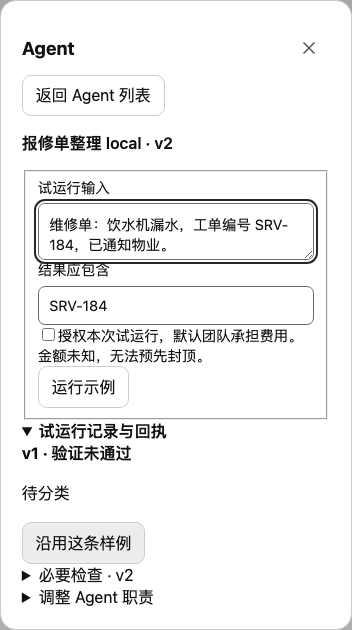 Agent
返回 Agent 列表
报修单整理 local · v2
试运行输入
维修单：饮水机漏水，工单编号 SRV-
184，已通知物业。
结果应包含
SRV-184
授权本次试运行，默认团队承担费用。
金额未知，无法预先封顶。
运行示例
▼ 试运行记录与回执
v1 · 验证未通过
待分类
沿用这条样例
▶ 必要检查 · v2
▶ 调整 Agent 职责